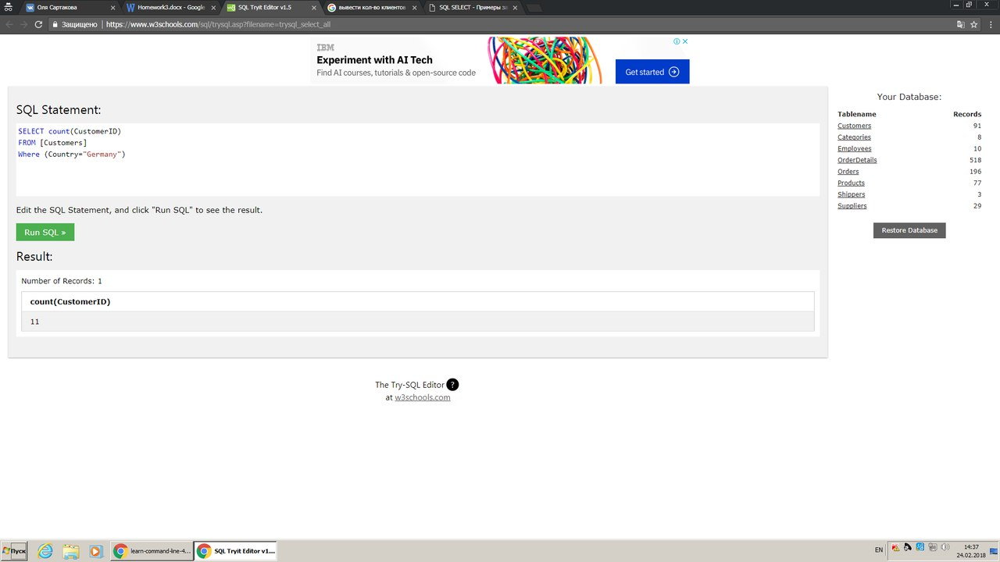 Оля Сартакова
Homework3.docx - Google
SQL Tryit Editor v1.5
вывести кол-во клиентов
SQL SELECT - Примеры за
Защищено
https://www.w3schools.com/sql/trysql.asp?filename=trysql_select_all
IBM
Experiment with AI Tech
Find AI courses, tutorials & open-source code
Get started
SQL Statement:
SELECT count(CustomerID)
FROM [Customers]
Where (Country="Germany")
Edit the SQL Statement, and click "Run SQL" to see the result.
Run SQL »
Result:
Number of Records: 1
count(CustomerID)
11
Your Database:
Tablename Records
Customers 91
Categories 8
Employees 10
OrderDetails 518
Orders 196
Products 77
Shippers 3
Suppliers 29
Restore Database
The Try-SQL Editor ?
at w3schools.com
Пуск
learn-command-line-4...
SQL Tryit Editor v1....
EN
14:37
24.02.2018